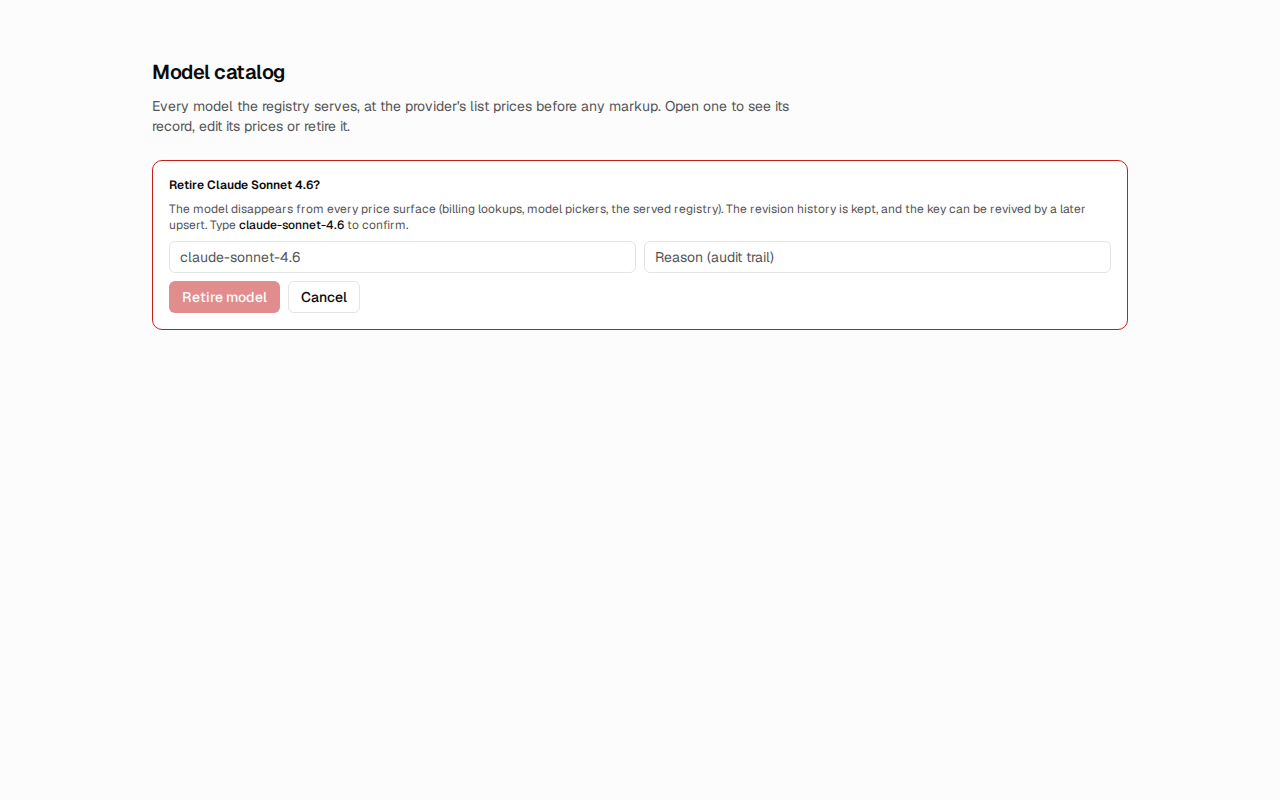 Model catalog
Every model the registry serves, at the provider's list prices before any markup. Open one to see its
record, edit its prices or retire it.
Retire Claude Sonnet 4.6?
The model disappears from every price surface (billing lookups, model pickers, the served registry). The revision history is kept, and the key can be revived by a later
upsert. Type claude-sonnet-4.6 to confirm.
claude-sonnet-4.6
Reason (audit trail)
Retire model
Cancel